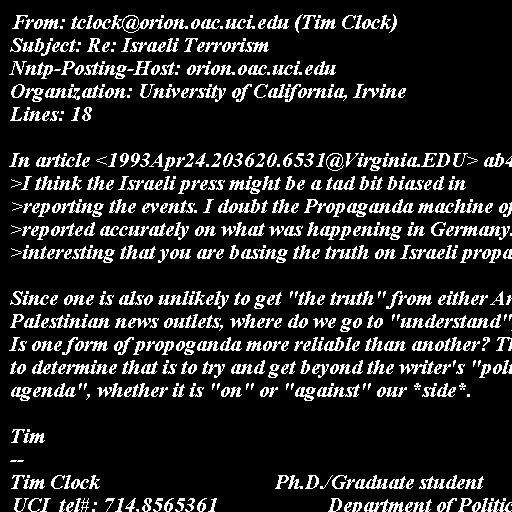 From: tclock@orion.oac.uci.edu (Tim Clock)
Subject: Re: Israeli Terrorism
Nntp-Posting-Host: orion.oac.uci.edu
Organization: University of California, Irvine
Lines: 18

In article <1993Apr24.203620.6531@Virginia.EDU>
>I think the Israeli press might be a tad bit biased in
>reporting the events. I doubt the Propaganda machine of
>reported accurately on what was happening in Germany.
>interesting that you are basing the truth on Israeli

Since one is also unlikely to get "the truth" from either
Palestinian news outlets, where do we go to "understand"
Is one form of propoganda more reliable than another?
to determine that is to try and get beyond the writer's
agenda", whether it is "on" or "against" our *side*.

Tim
--
Tim Clock Ph.D./Graduate student
UCI tel#: 714,8565361 Department of